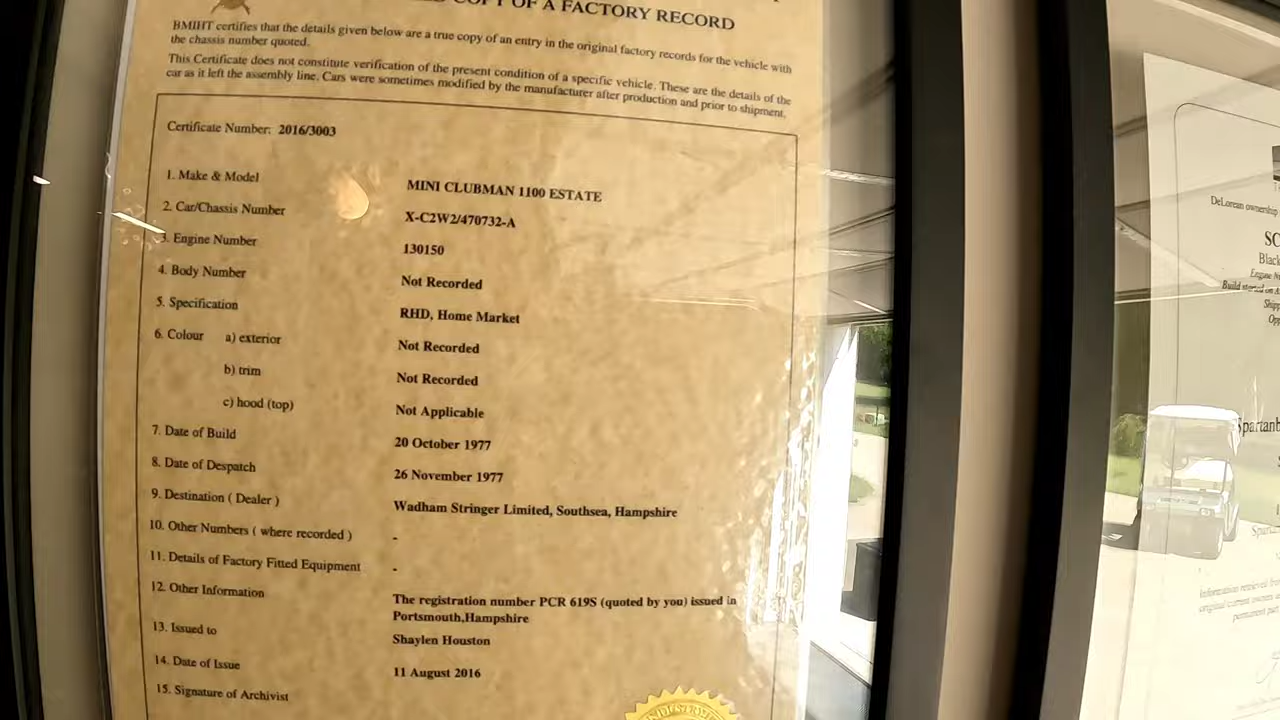 COPY OF A FACTORY RECORD
BMIHT certifies that the details given below are a true copy of an entry in the original factory records for the vehicle with
the chassis number quoted.
This Certificate does not constitute verification of the present condition of a specific vehicle. These are the details of the
car as it left the assembly line. Cars were sometimes modified by the manufacturer after production and prior to shipment.
Certificate Number: 2016/3003
1. Make & Model MINI CLUBMAN 1100 ESTATE
2. Car/Chassis Number X-C2W2/470732-A
3. Engine Number 130150
4. Body Number Not Recorded
5. Specification RHD, Home Market
6. Colour a) exterior Not Recorded
b) trim Not Recorded
c) hood (top) Not Applicable
7. Date of Build 20 October 1977
8. Date of Despatch 26 November 1977
9. Destination ( Dealer ) Wadham Stringer Limited, Southsea, Hampshire
10. Other Numbers ( where recorded ) -
11. Details of Factory Fitted Equipment -
12. Other Information The registration number PCR 619S (quoted by you) issued in
Portsmouth,Hampshire
13. Issued to Shaylen Houston
14. Date of Issue 11 August 2016
15. Signature of Archivist
DeLorean ownership
SC
Black
Engine
Build started on